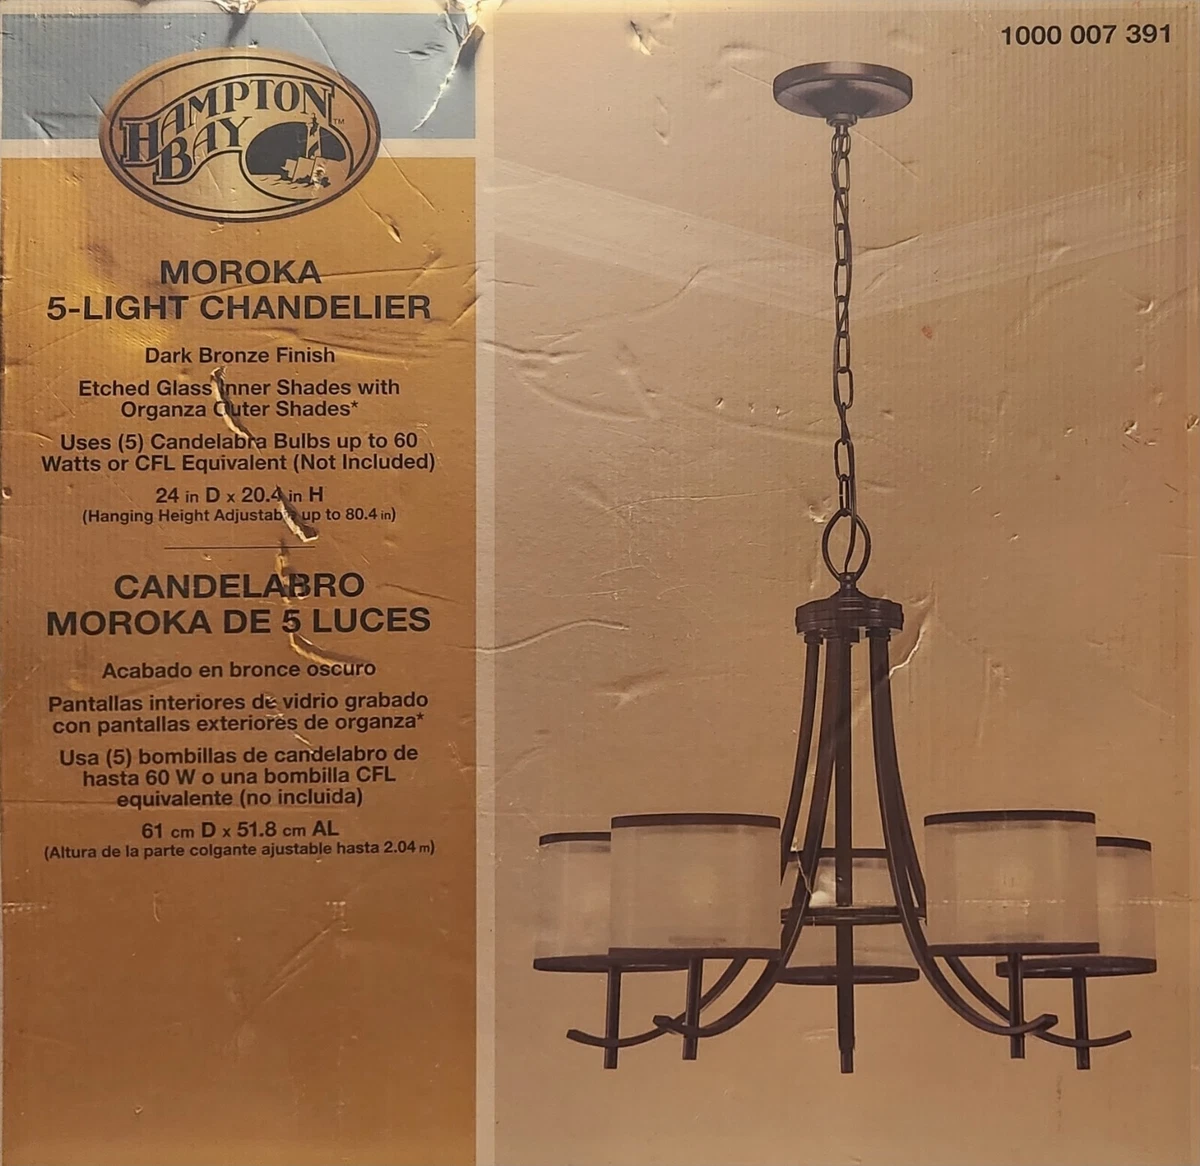 1000 007 391
HAMPTON
BAY™
MOROKA
5-LIGHT CHANDELIER
Dark Bronze Finish
Etched Glass Inner Shades with
Organza Outer Shades*
Uses (5) Candelabra Bulbs up to 60
Watts or CFL Equivalent (Not Included)
24 in D x 20.4 in H
(Hanging Height Adjustable up to 80.4 in)
CANDELABRO
MOROKA DE 5 LUCES
Acabado en bronce oscuro
Pantallas interiores de vidrio grabado
con pantallas exteriores de organza*
Usa (5) bombillas de candelabro de
hasta 60 W o una bombilla CFL
equivalente (no incluida)
61 cm D x 51.8 cm AL
(Altura de la parte colgante ajustable hasta 2.04 m)